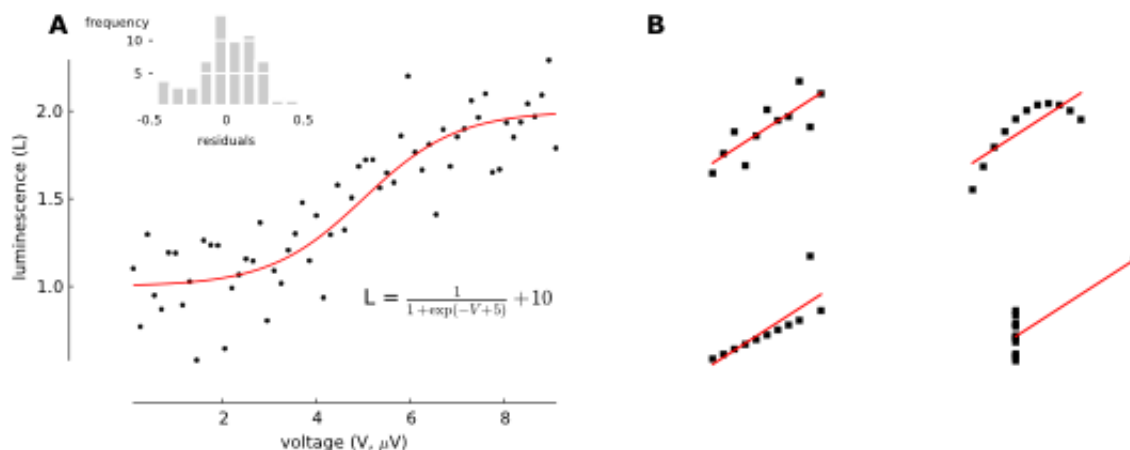 A
frequency
10
5
-0.5 0 0.5
residuals
B
luminescence (L)
2.0
1.5
1.0
L = 1/(1+exp(−V+5)) +10
2 4 6 8
voltage (V, μV)